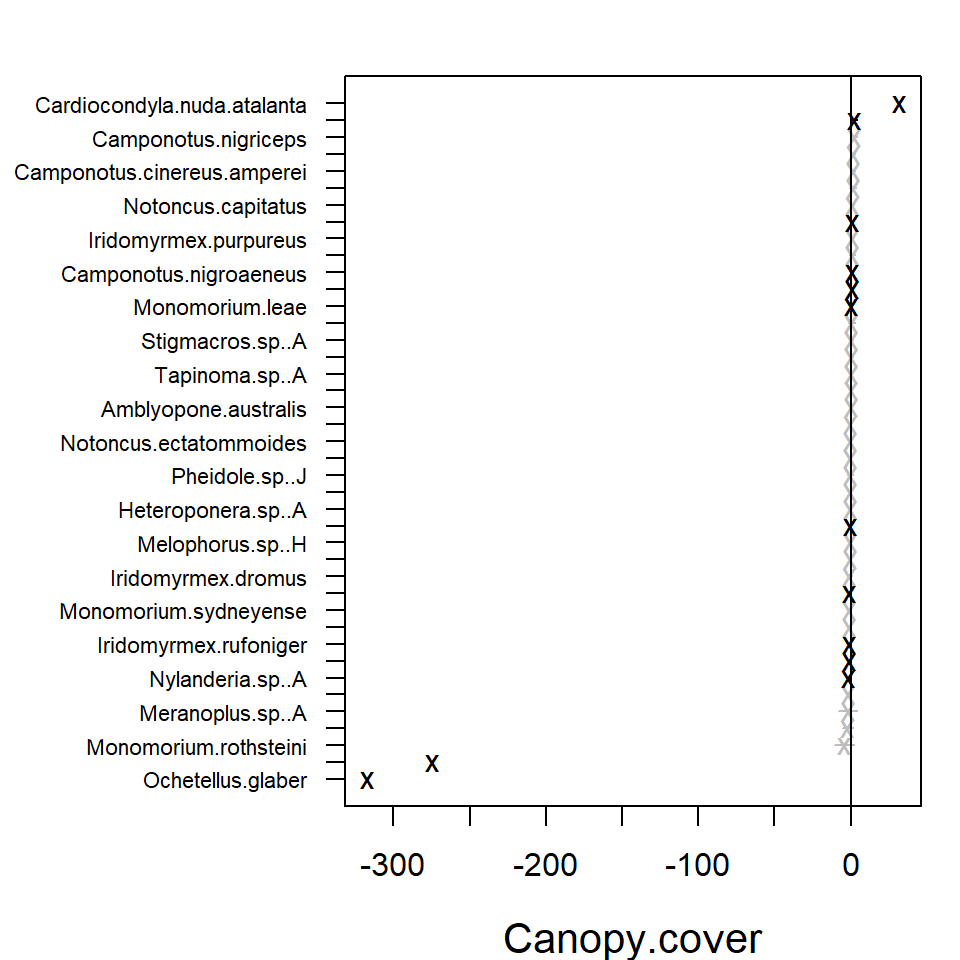 Cardiocondyla.nuda.atalanta
Camponotus.nigriceps
Camponotus.cinereus.amperei
Notoncus.capitatus
Iridomyrmex.purpureus
Camponotus.nigroaeneus
Monomorium.leae
Stigmacros.sp..A
Tapinoma.sp..A
Amblyopone.australis
Notoncus.ectatommoides
Pheidole.sp..J
Heteroponera.sp..A
Melophorus.sp..H
Iridomyrmex.dromus
Monomorium.sydneyense
Iridomyrmex.rufoniger
Nylanderia.sp..A
Meranoplus.sp..A
Monomorium.rothsteini
Ochetellus.glaber
-300 -200 -100 0
Canopy.cover